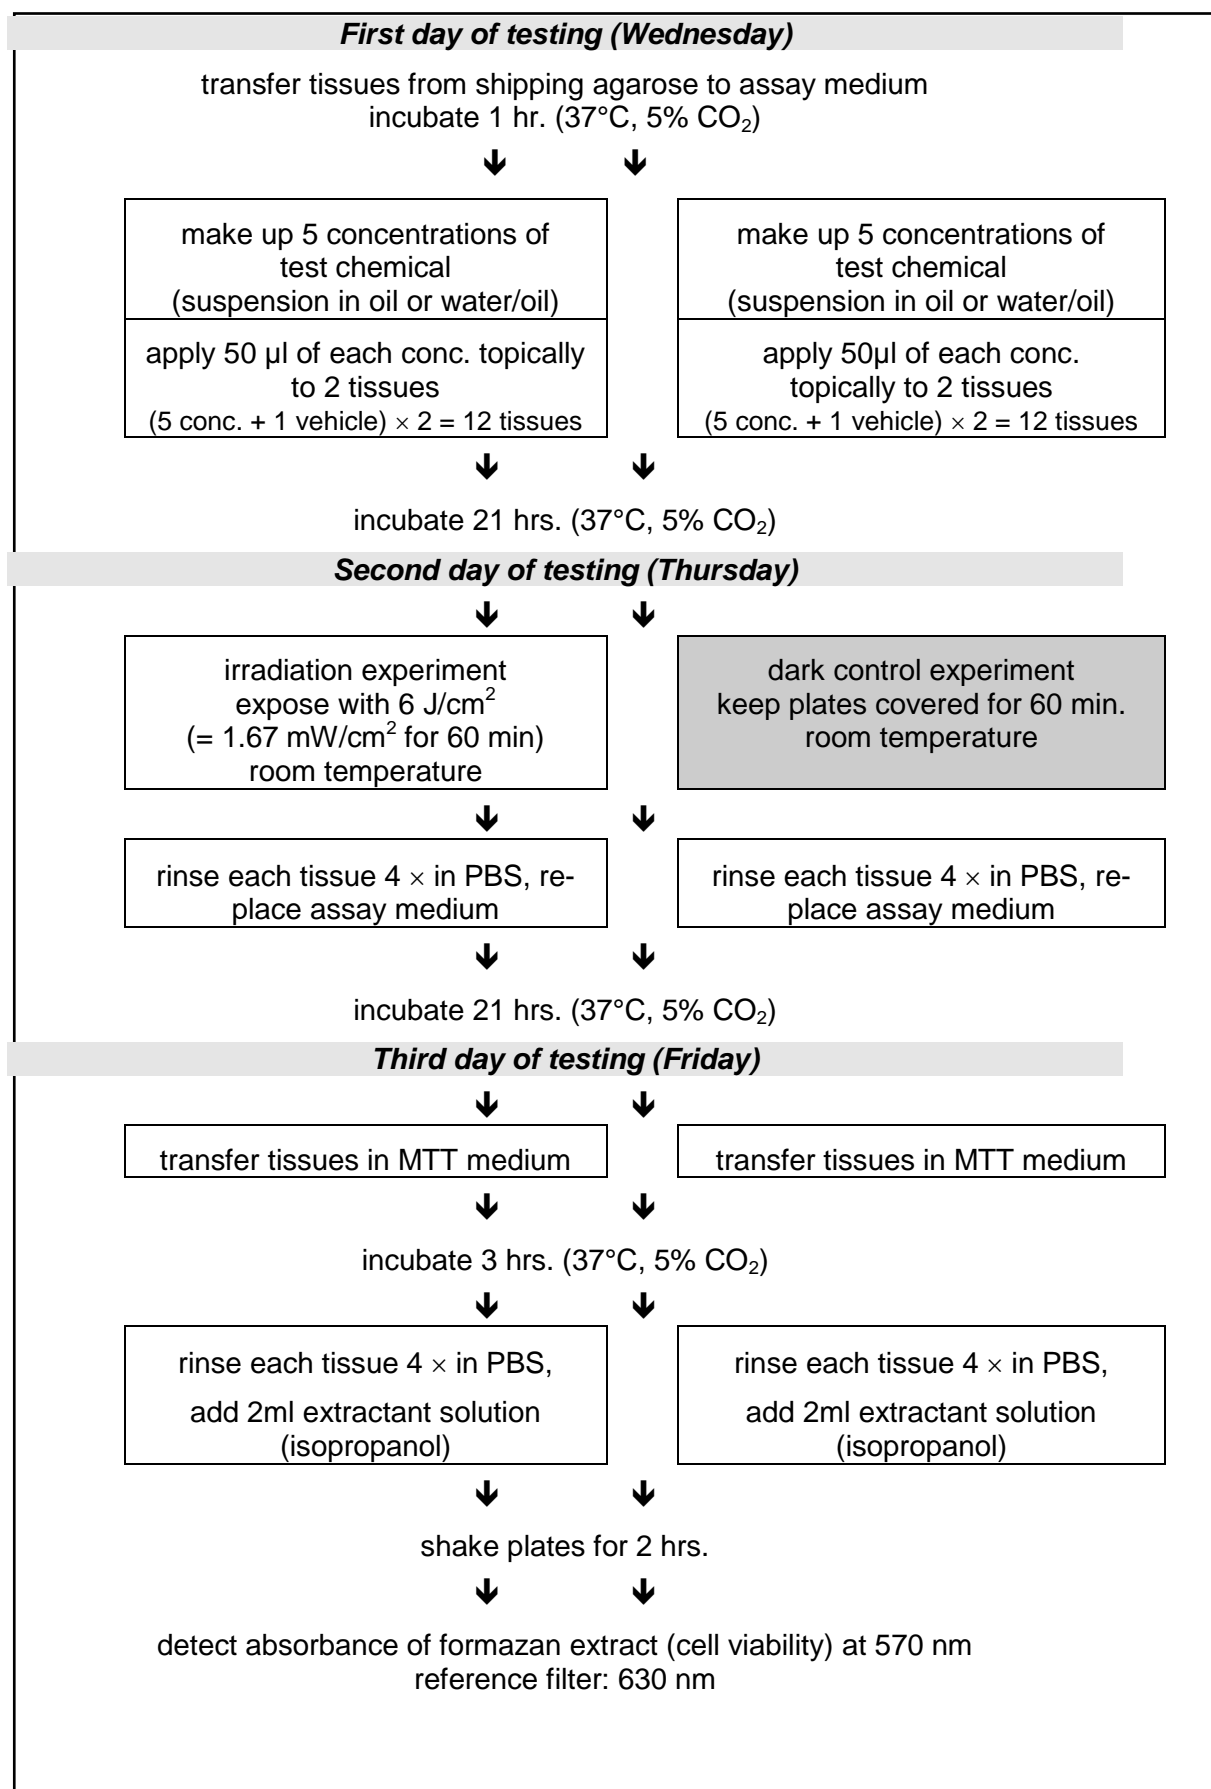 First day of testing (Wednesday)
transfer tissues from shipping agarose to assay medium
incubate 1 hr. (37°C, 5% CO₂)
make up 5 concentrations of
test chemical
(suspension in oil or water/oil)
apply 50 µl of each conc. topically
to 2 tissues
(5 conc. + 1 vehicle) × 2 = 12 tissues
make up 5 concentrations of
test chemical
(suspension in oil or water/oil)
apply 50µl of each conc.
topically to 2 tissues
(5 conc. + 1 vehicle) × 2 = 12 tissues
incubate 21 hrs. (37°C, 5% CO₂)
Second day of testing (Thursday)
irradiation experiment
expose with 6 J/cm²
(= 1.67 mW/cm² for 60 min)
room temperature
dark control experiment
keep plates covered for 60 min.
room temperature
rinse each tissue 4 × in PBS, re-
place assay medium
rinse each tissue 4 × in PBS, re-
place assay medium
incubate 21 hrs. (37°C, 5% CO₂)
Third day of testing (Friday)
transfer tissues in MTT medium
transfer tissues in MTT medium
incubate 3 hrs. (37°C, 5% CO₂)
rinse each tissue 4 × in PBS,
add 2ml extractant solution
(isopropanol)
rinse each tissue 4 × in PBS,
add 2ml extractant solution
(isopropanol)
shake plates for 2 hrs.
detect absorbance of formazan extract (cell viability) at 570 nm
reference filter: 630 nm